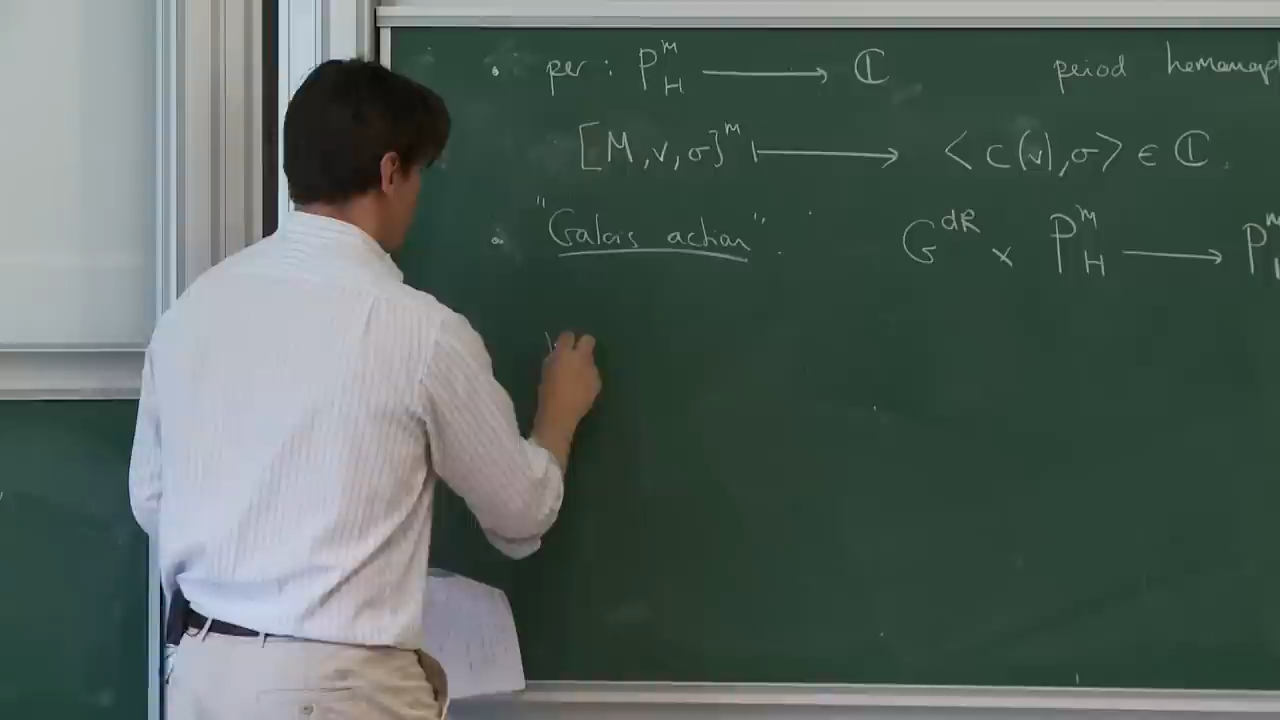 • per : P^m_H ⟶ ℂ period homomorph
[M, v, σ]^m ⟼ < c(v), σ > ∈ ℂ.
• "Galois action". G^dR × P^m_H ⟶ P^m